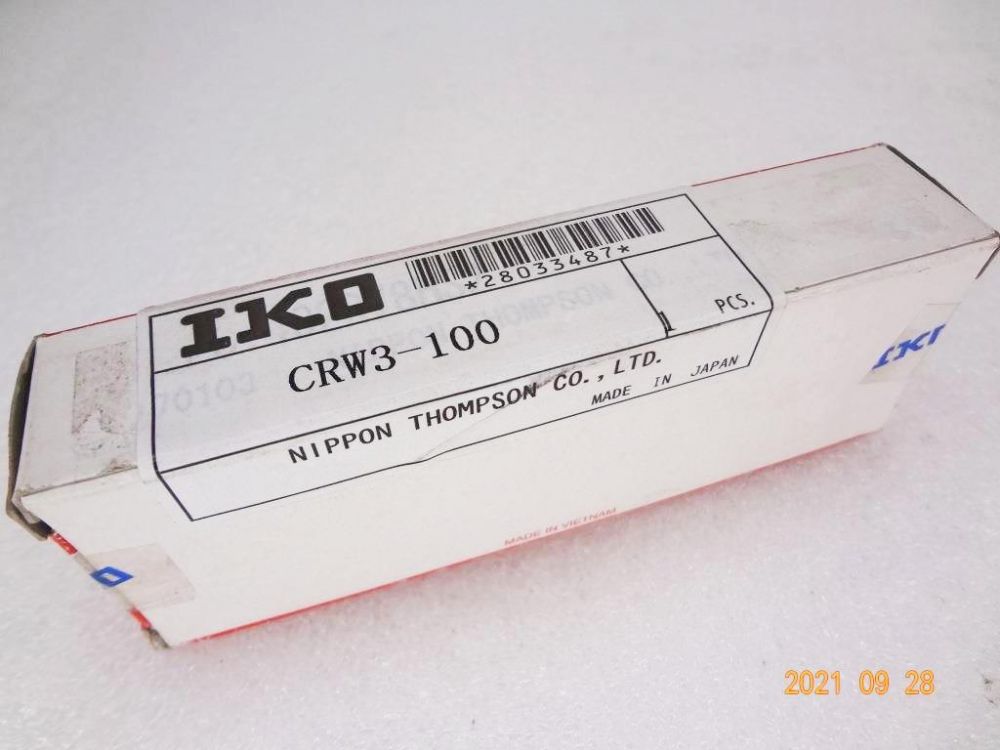 IKO
*28033487*
CRW3-100
1 PCS.
NIPPON THOMPSON CO., LTD.
MADE IN JAPAN
IKO
MADE IN VIETNAM
2021 09 28